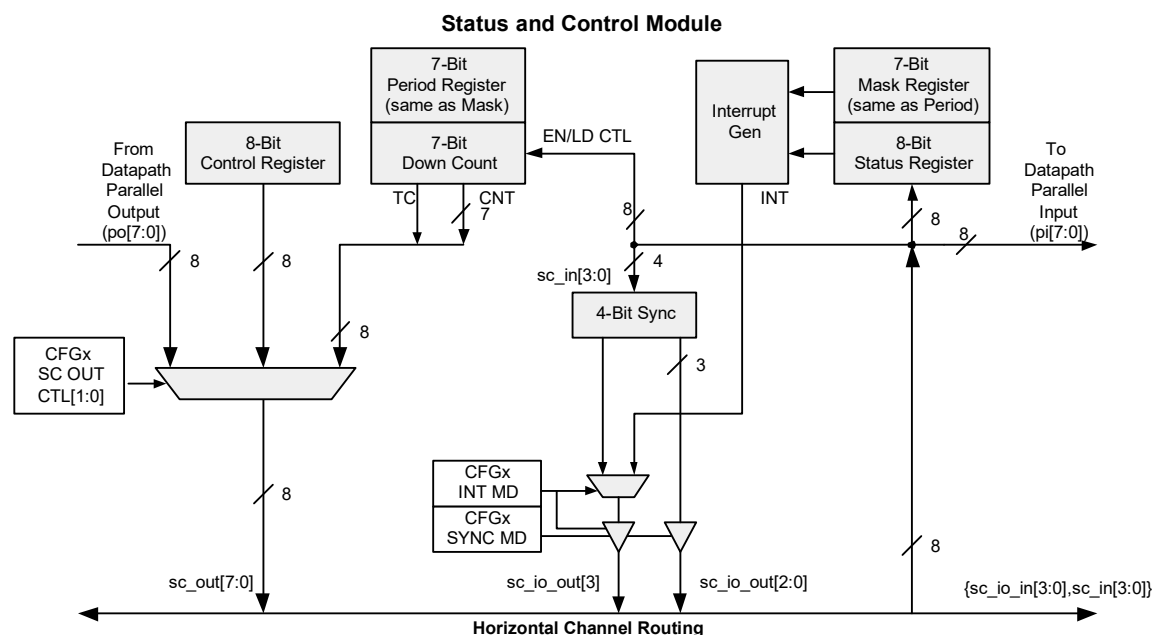 Status and Control Module
7-Bit
Period Register
(same as Mask)
7-Bit
Down Count
8-Bit
Control Register
From
Datapath
Parallel
Output
(po[7:0])
EN/LD CTL
Interrupt
Gen
7-Bit
Mask Register
(same as Period)
8-Bit
Status Register
To
Datapath
Parallel
Input
(pi[7:0])
TC
CNT
7
INT
8
8
8
8
8
8
4
sc_in[3:0]
4-Bit Sync
8
3
CFGx
SC OUT
CTL[1:0]
CFGx
INT MD
CFGx
SYNC MD
8
8
sc_out[7:0]
sc_io_out[3]
sc_io_out[2:0]
{sc_io_in[3:0],sc_in[3:0]}
Horizontal Channel Routing